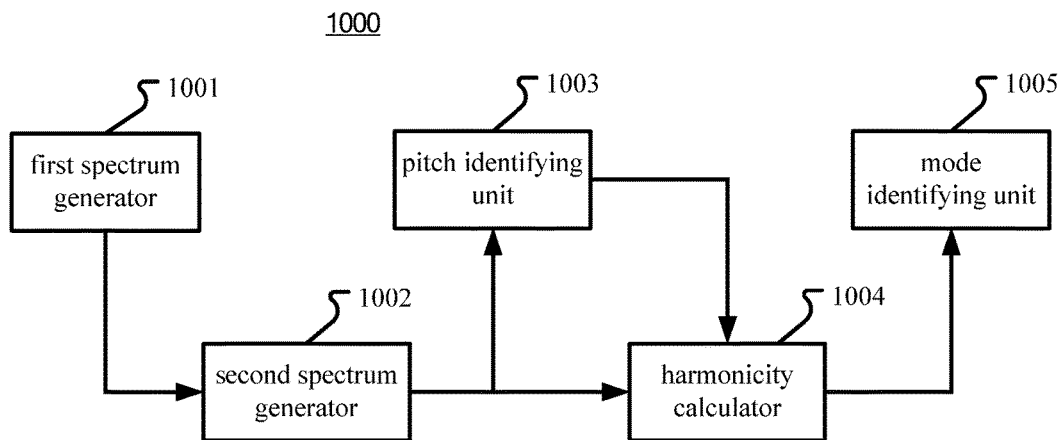 1000
1001
first spectrum
generator
1003
pitch identifying
unit
1005
mode
identifying unit
1002
second spectrum
generator
1004
harmonicity
calculator